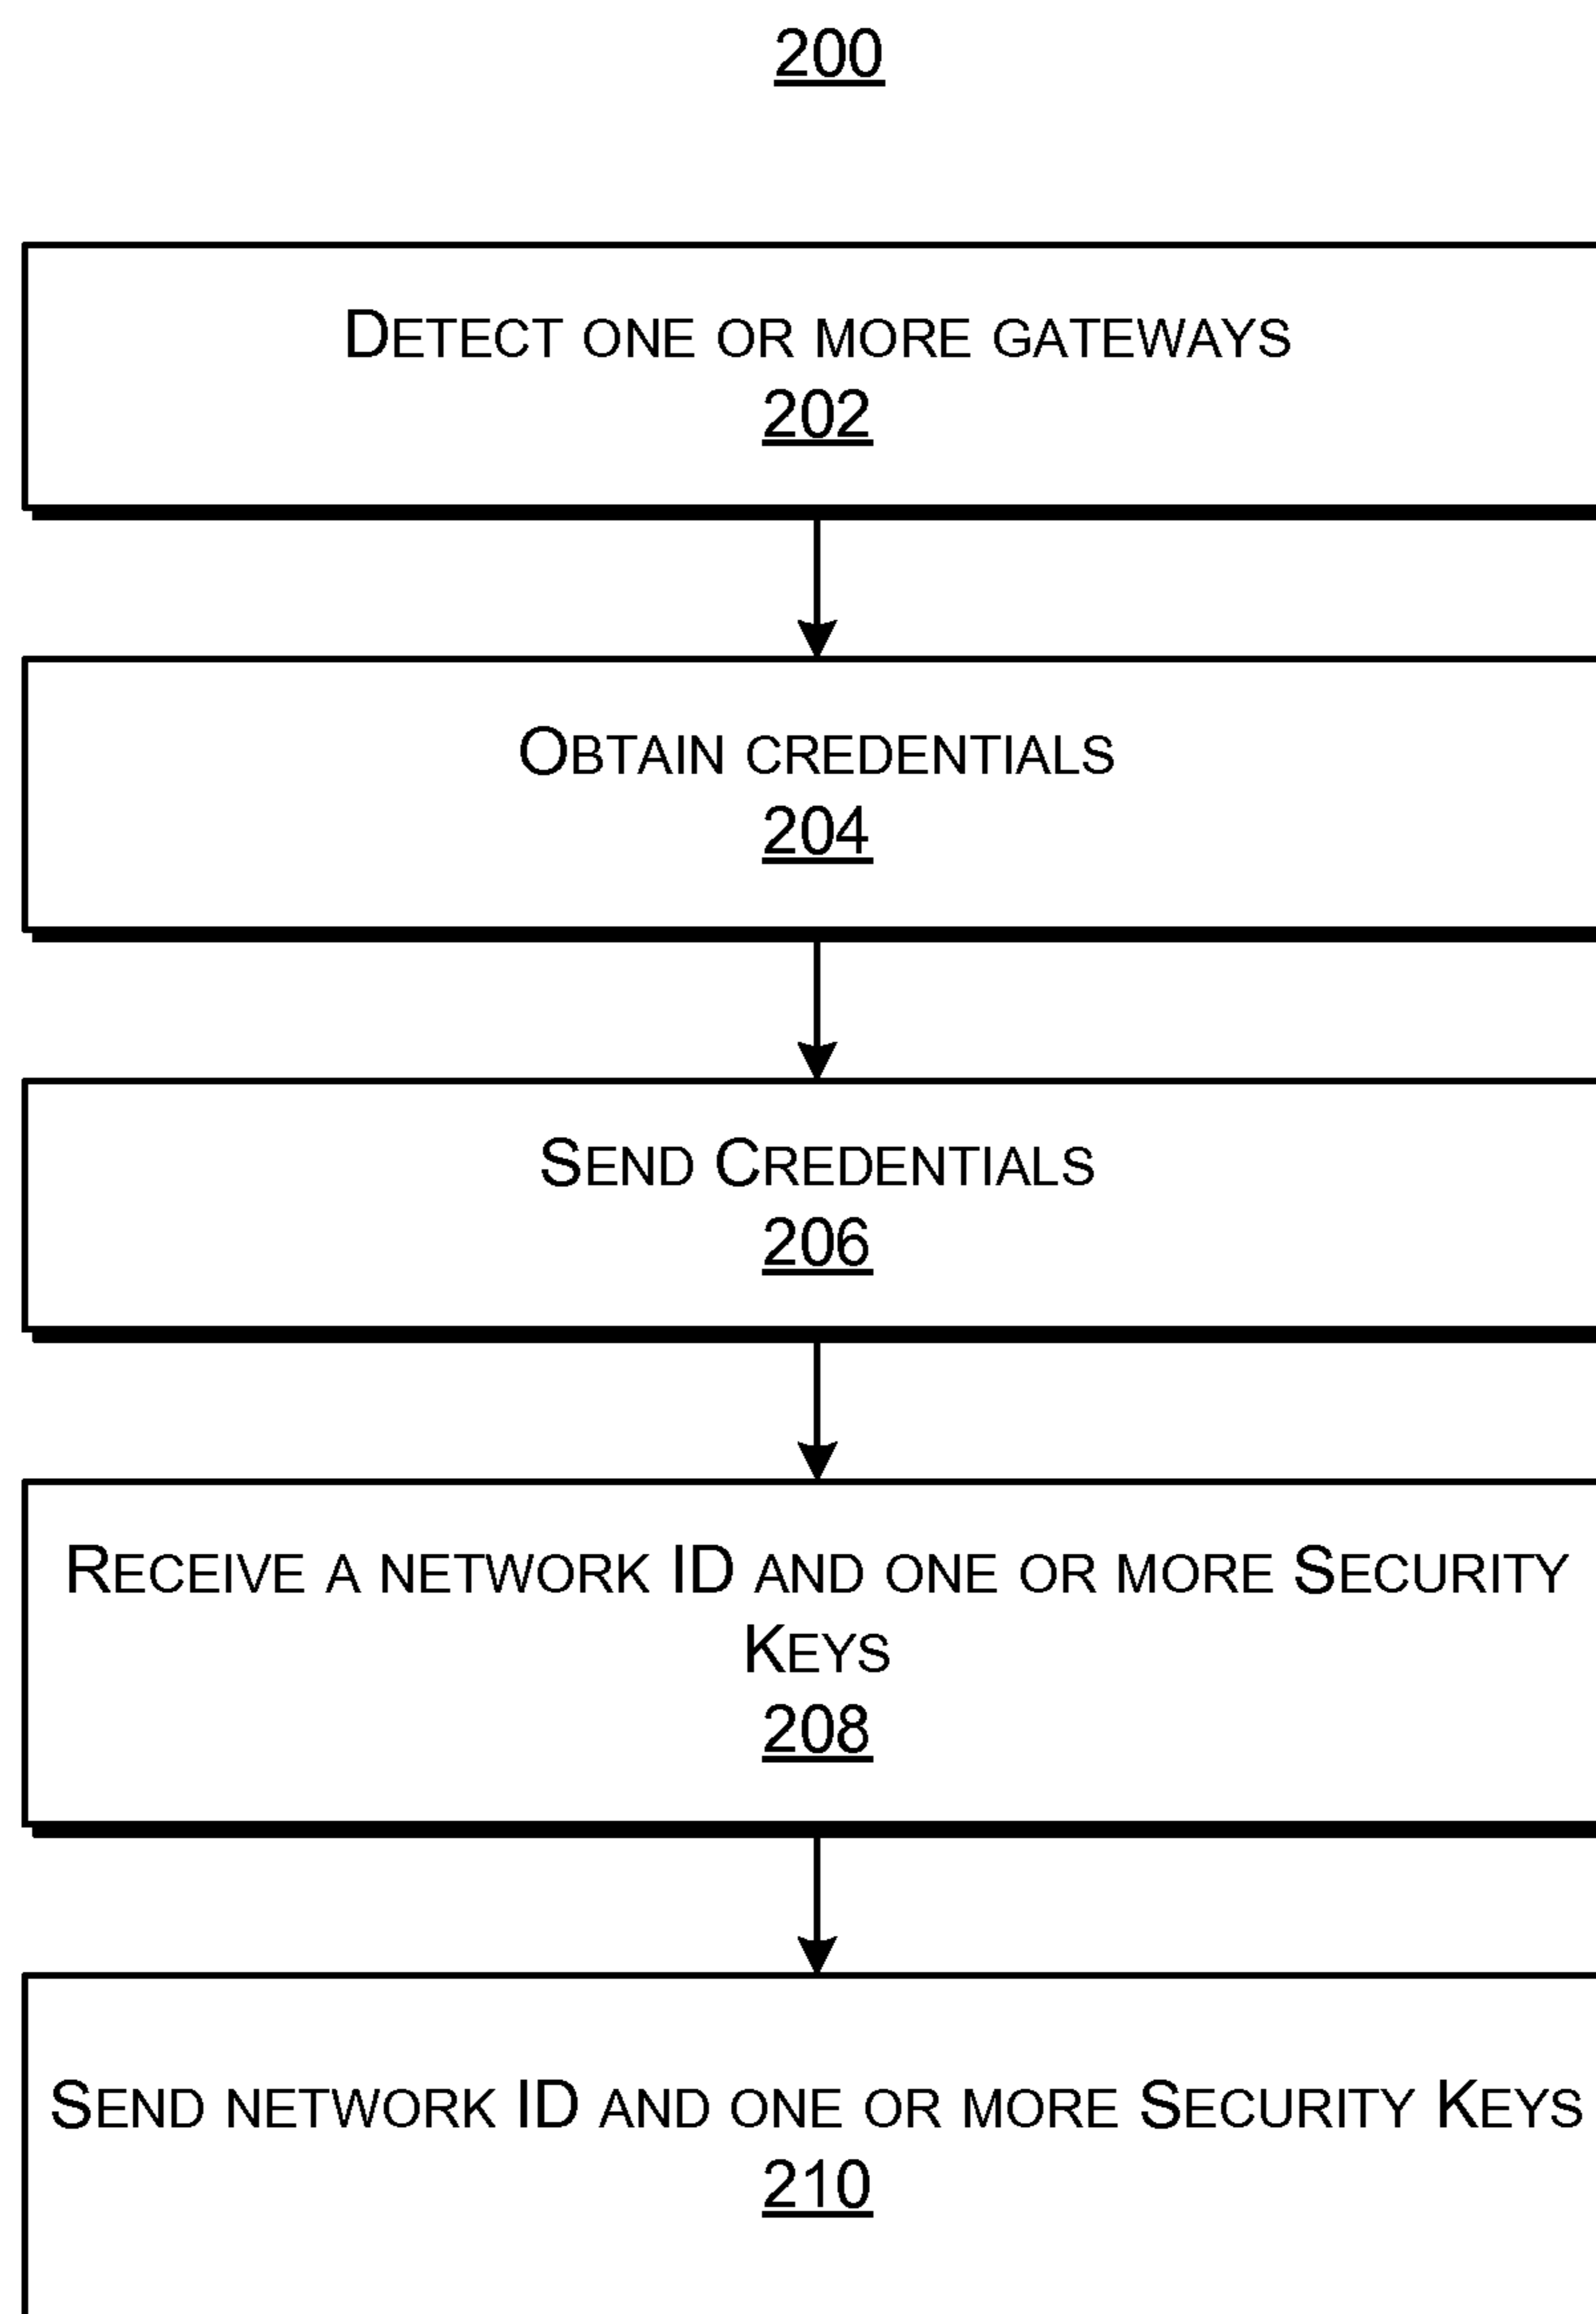 200
Detect one or more gateways
202
Obtain credentials
204
Send Credentials
206
Receive a network ID and one or more Security
Keys
208
Send network ID and one or more Security Keys
210